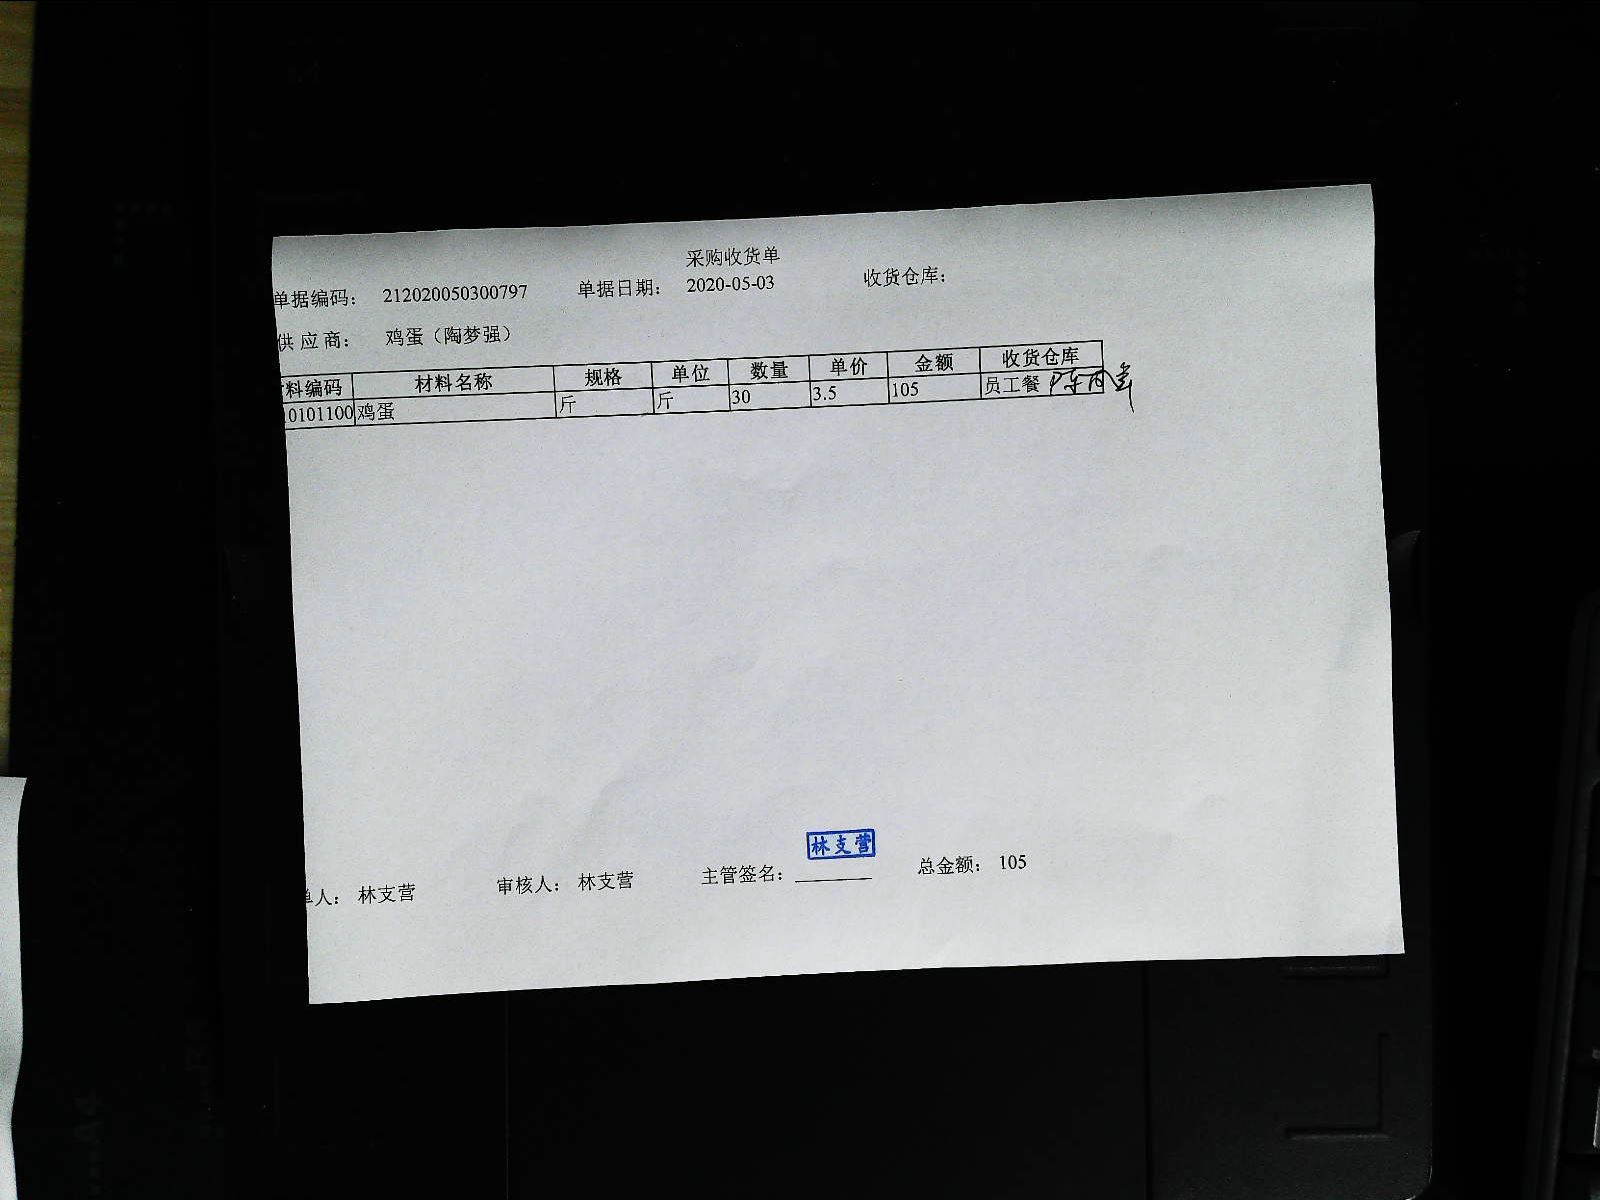 采购收货单
单据编码： 212020050300797 单据日期： 2020-05-03 收货仓库：
供 应 商： 鸡蛋（陶梦强）
料编码 材料名称 规格 单位 数量 单价 金额 收货仓库
10101100 鸡蛋 斤 斤 30 3.5 105 员工餐
林支营
单人： 林支营 审核人： 林支营 主管签名： 总金额： 105
A4